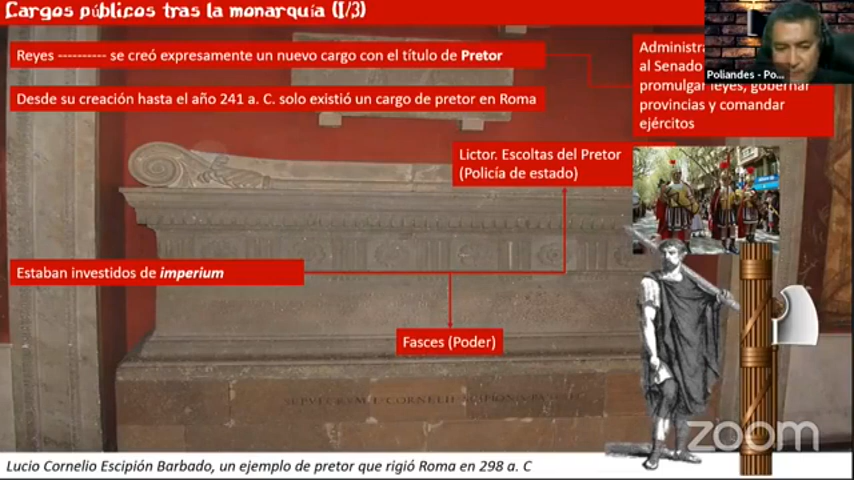 Cargos públicos tras la monarquía (I/3)
Reyes ---------- se creó expresamente un nuevo cargo con el título de Pretor
Desde su creación hasta el año 241 a. C. solo existió un cargo de pretor en Roma
al Senado
promulgar leyes, gobernar
provincias y comandar
ejércitos
Poliandes - Po...
Lictor. Escoltas del Pretor
(Policía de estado)
Estaban investidos de imperium
Fasces (Poder)
zoom
Lucio Cornelio Escipión Barbado, un ejemplo de pretor que rigió Roma en 298 a. C